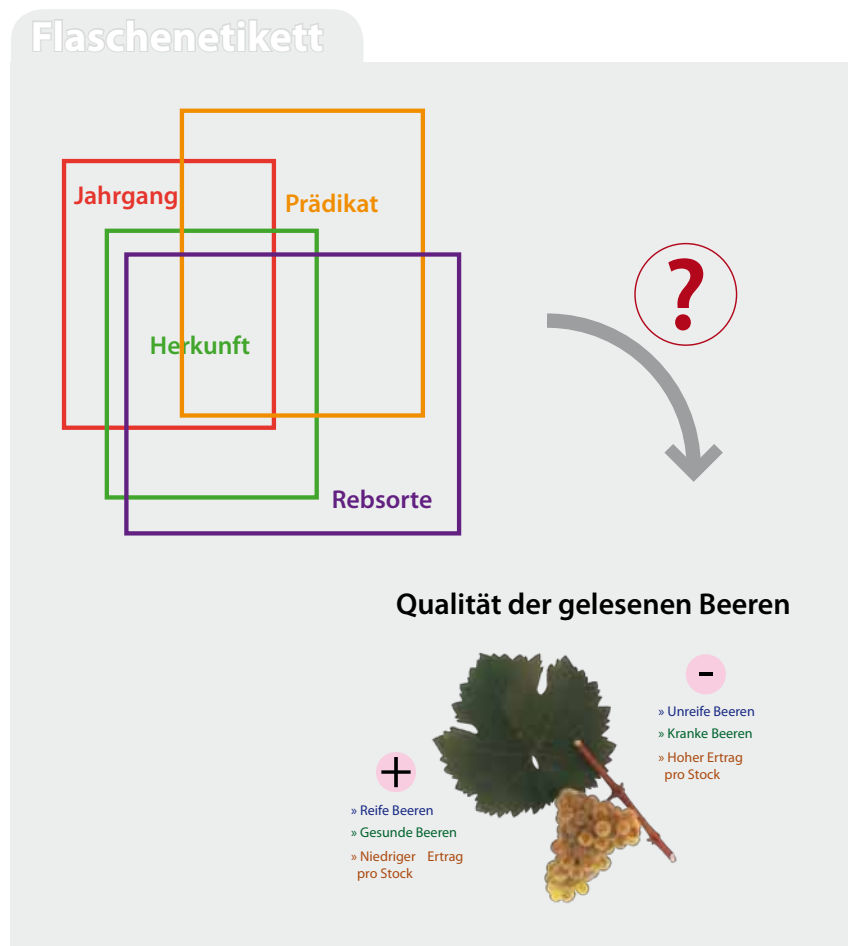 Flaschenetikett
Jahrgang
Prädikat
?
Herkunft
Rebsorte
Qualität der gelesenen Beeren
-
» Unreife Beeren
» Kranke Beeren
» Hoher Ertrag
pro Stock
+
» Reife Beeren
» Gesunde Beeren
» Niedriger Ertrag
pro Stock